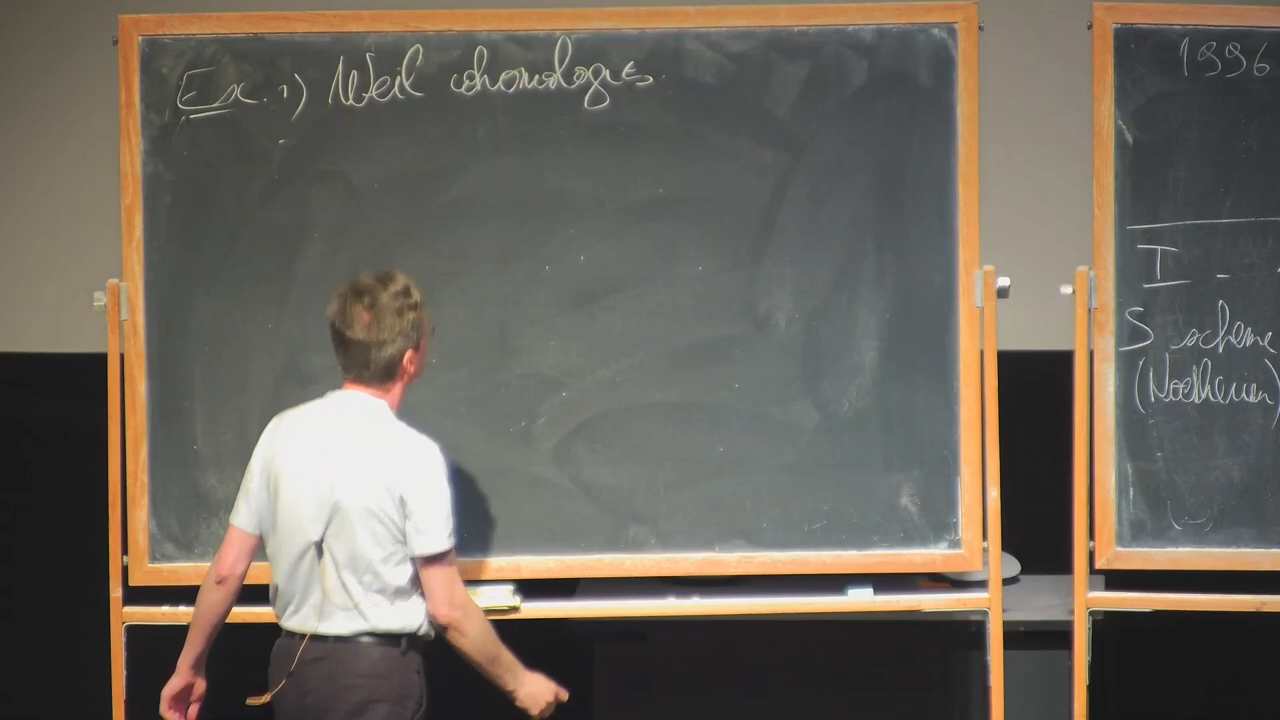 Ex. 1) Weil cohomologies.
1996
I -
S scheme
(Noetherian)